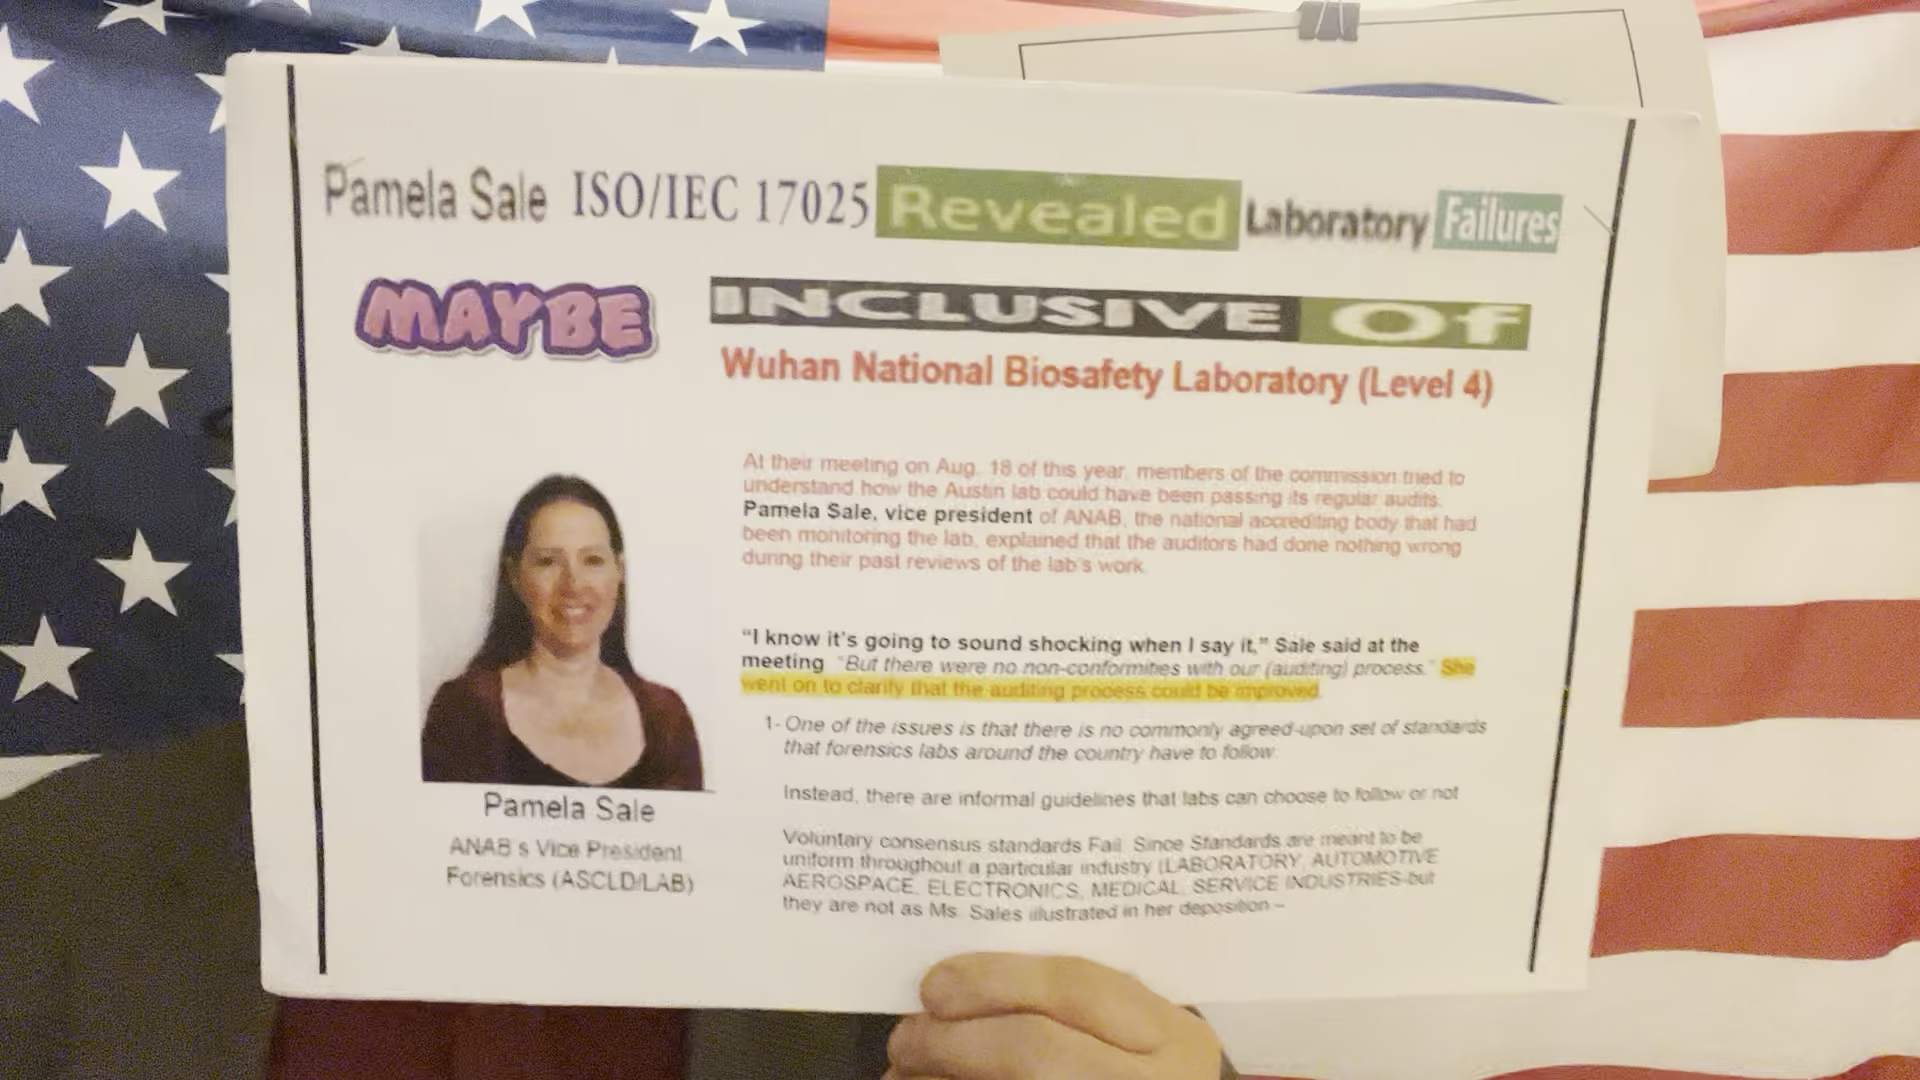 Pamela Sale ISO/IEC 17025 Revealed Laboratory Failures
MAYBE INCLUSIVE Of
Wuhan National Biosafety Laboratory (Level 4)
At their meeting on Aug. 18 of this year, members of the commission tried to
understand how the Austin lab could have been passing its regular audits.
Pamela Sale, vice president of ANAB, the national accrediting body that had
been monitoring the lab, explained that the auditors had done nothing wrong
during their past reviews of the lab's work.
"I know it's going to sound shocking when I say it," Sale said at the
meeting "But there were no non-conformities with our (auditing) process." She
went on to clarify that the auditing process could be improved.
1- One of the issues is that there is no commonly agreed-upon set of standards
that forensics labs around the country have to follow.
Instead, there are informal guidelines that labs can choose to follow or not
Voluntary consensus standards Fail. Since Standards are meant to be
uniform throughout a particular industry (LABORATORY, AUTOMOTIVE
AEROSPACE, ELECTRONICS, MEDICAL, SERVICE INDUSTRIES-but
they are not as Ms. Sales illustrated in her deposition –
Pamela Sale
ANAB s Vice President
Forensics (ASCLD/LAB)